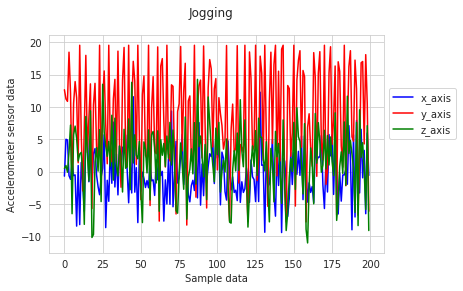 Jogging
Accelerometer sensor data
20
15
10
5
0
−5
−10
0 25 50 75 100 125 150 175 200
Sample data
x_axis
y_axis
z_axis